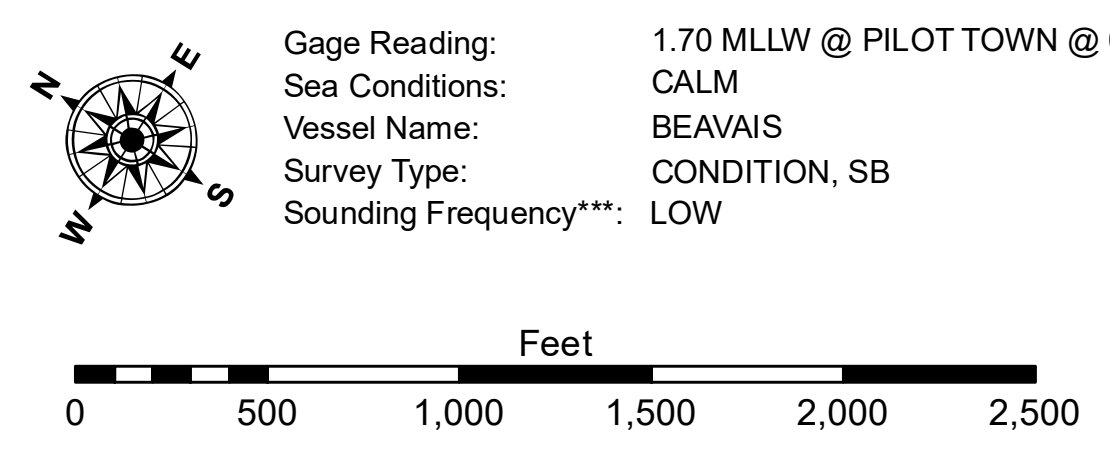 N
E
S
W
Gage Reading: 1.70 MLLW @ PILOT TOWN @
Sea Conditions: CALM
Vessel Name: BEAVAIS
Survey Type: CONDITION, SB
Sounding Frequency***: LOW
Feet
0 500 1,000 1,500 2,000 2,500